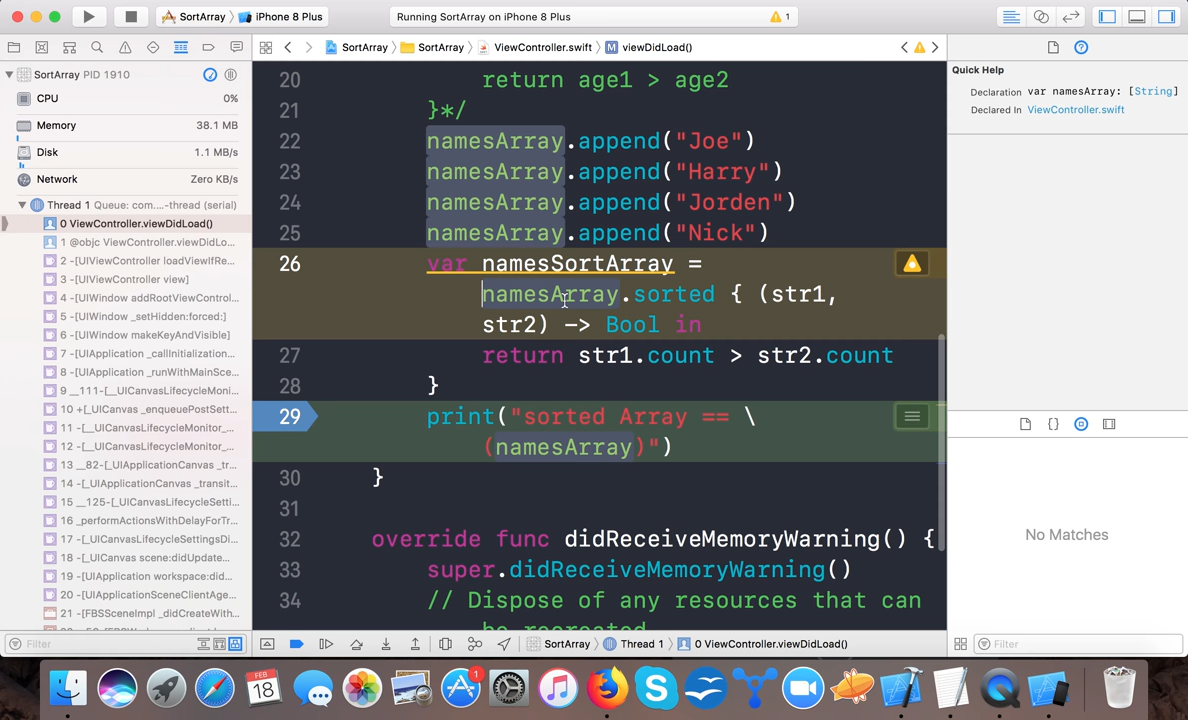 SortArray > iPhone 8 Plus
Running SortArray on iPhone 8 Plus
1
SortArray > SortArray > ViewController.swift > M viewDidLoad()
SortArray PID 1910
CPU 0%
Memory 38.1 MB
Disk 1.1 MB/s
Network Zero KB/s
Thread 1 Queue: com....-thread (serial)
0 ViewController.viewDidLoad()
1 @objc ViewController.viewDidLo...
2 -[UIViewController loadViewIfRe...
3 -[UIViewController view]
4 -[UIWindow addRootViewControl...
5 -[UIWindow _setHidden:forced:]
6 -[UIWindow makeKeyAndVisible]
7 -[UIApplication _callInitialization...
8 -[UIApplication _runWithMainSce...
9 __111-[__UICanvasLifecycleMoni...
10 +[_UICanvas _enqueuePostSett...
11 -[__UICanvasLifecycleMonitor_...
12 -[__UICanvasLifecycleMonitor_...
13 __82-[_UIApplicationCanvas _tr...
14 -[_UIApplicationCanvas _transit...
15 __125-[_UICanvasLifecycleSetti...
16 _performActionsWithDelayForTr...
17 -[_UICanvasLifecycleSettingsDi...
18 -[_UICanvas scene:didUpdate...
19 -[UIApplication workspace:did...
20 -[UIApplicationSceneClientAge...
21 -[FBSSceneImpl _didCreateWith...
Filter
20 return age1 > age2
21 }*/
22 namesArray.append("Joe")
23 namesArray.append("Harry")
24 namesArray.append("Jorden")
25 namesArray.append("Nick")
26 var namesSortArray =
namesArray.sorted { (str1,
str2) -> Bool in
27 return str1.count > str2.count
28 }
29 print("sorted Array == \
(namesArray)")
30 }
31
32 override func didReceiveMemoryWarning() {
33 super.didReceiveMemoryWarning()
34 // Dispose of any resources that can
be recreated.
SortArray > Thread 1 > 0 ViewController.viewDidLoad()
Quick Help
Declaration var namesArray: [String]
Declared In ViewController.swift
No Matches
Filter
FEB
18
1